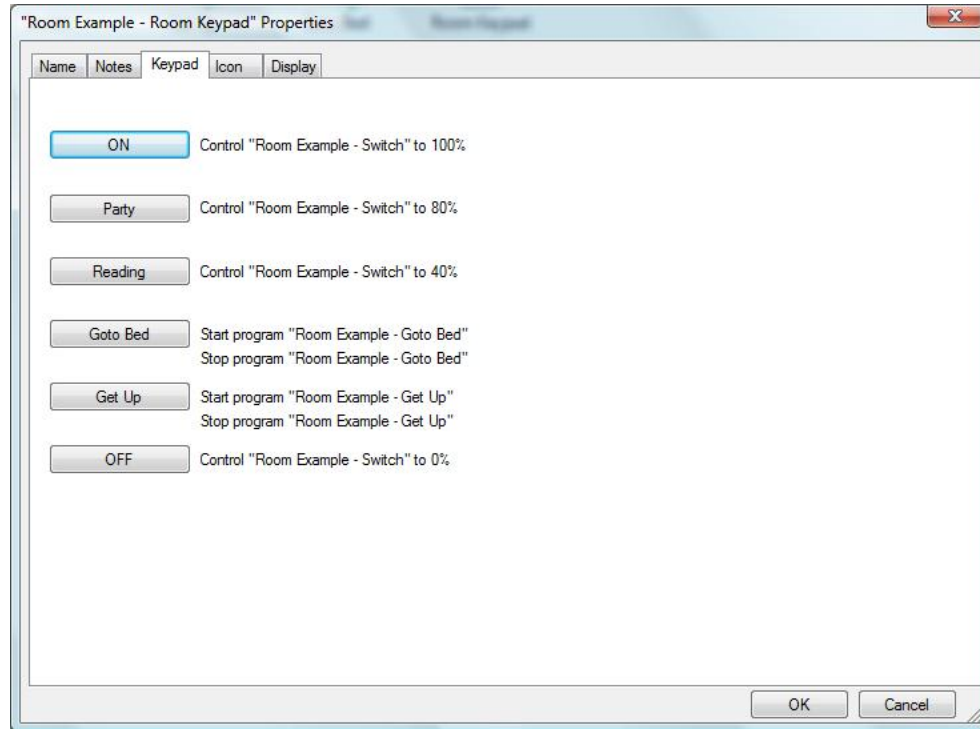 "Room Example - Room Keypad" Properties
Name Notes Keypad Icon Display
ON Control "Room Example - Switch" to 100%
Party Control "Room Example - Switch" to 80%
Reading Control "Room Example - Switch" to 40%
Goto Bed Start program "Room Example - Goto Bed"
Stop program "Room Example - Goto Bed"
Get Up Start program "Room Example - Get Up"
Stop program "Room Example - Get Up"
OFF Control "Room Example - Switch" to 0%
OK Cancel